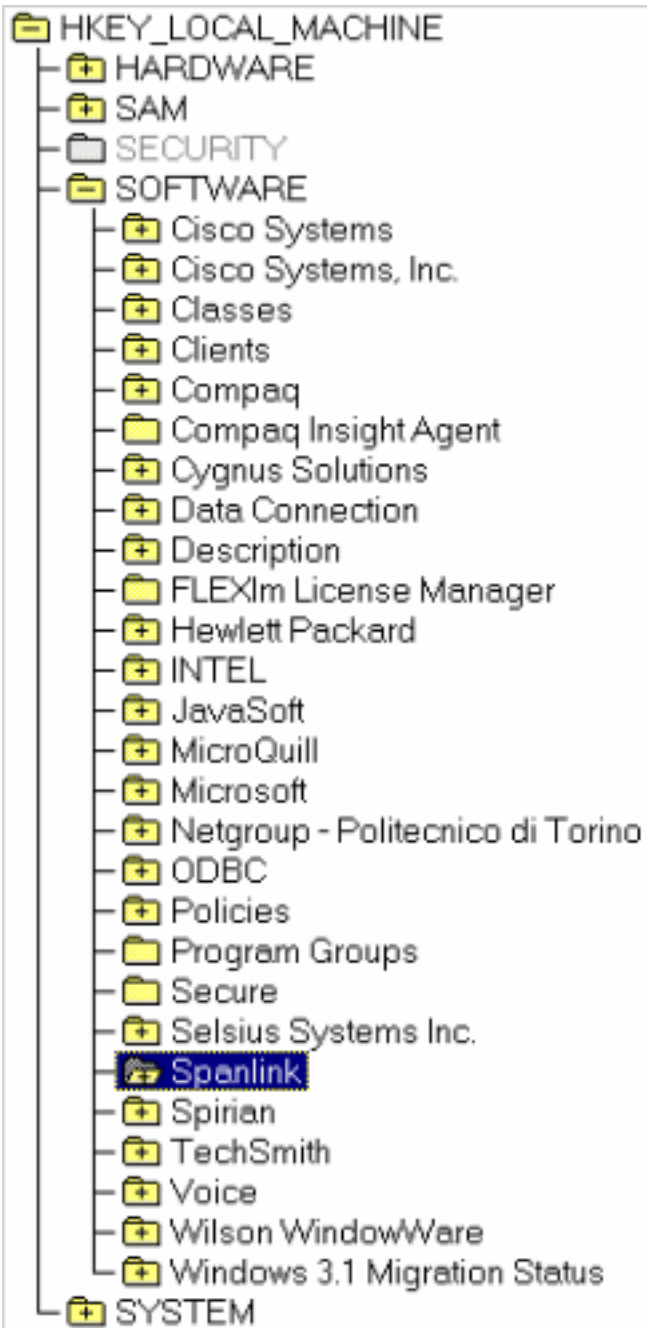 HKEY_LOCAL_MACHINE
HARDWARE
SAM
SECURITY
SOFTWARE
Cisco Systems
Cisco Systems, Inc.
Classes
Clients
Compaq
Compaq Insight Agent
Cygnus Solutions
Data Connection
Description
FLEXlm License Manager
Hewlett Packard
INTEL
JavaSoft
MicroQuill
Microsoft
Netgroup - Politecnico di Torino
ODBC
Policies
Program Groups
Secure
Selsius Systems Inc.
Spanlink
Spirian
TechSmith
Voice
Wilson WindowWare
Windows 3.1 Migration Status
SYSTEM